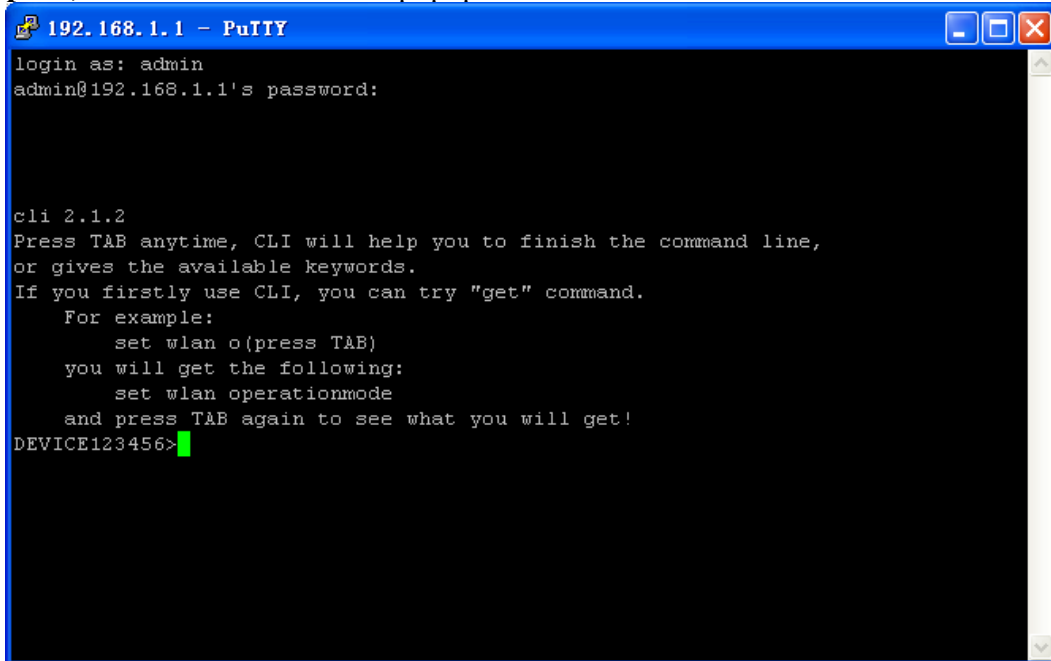 192.168.1.1 - PuTTY
login as: admin
admin@192.168.1.1's password:
cli 2.1.2
Press TAB anytime, CLI will help you to finish the command line,
or gives the available keywords.
If you firstly use CLI, you can try "get" command.
For example:
set wlan o(press TAB)
you will get the following:
set wlan operationmode
and press TAB again to see what you will get!
DEVICE123456>